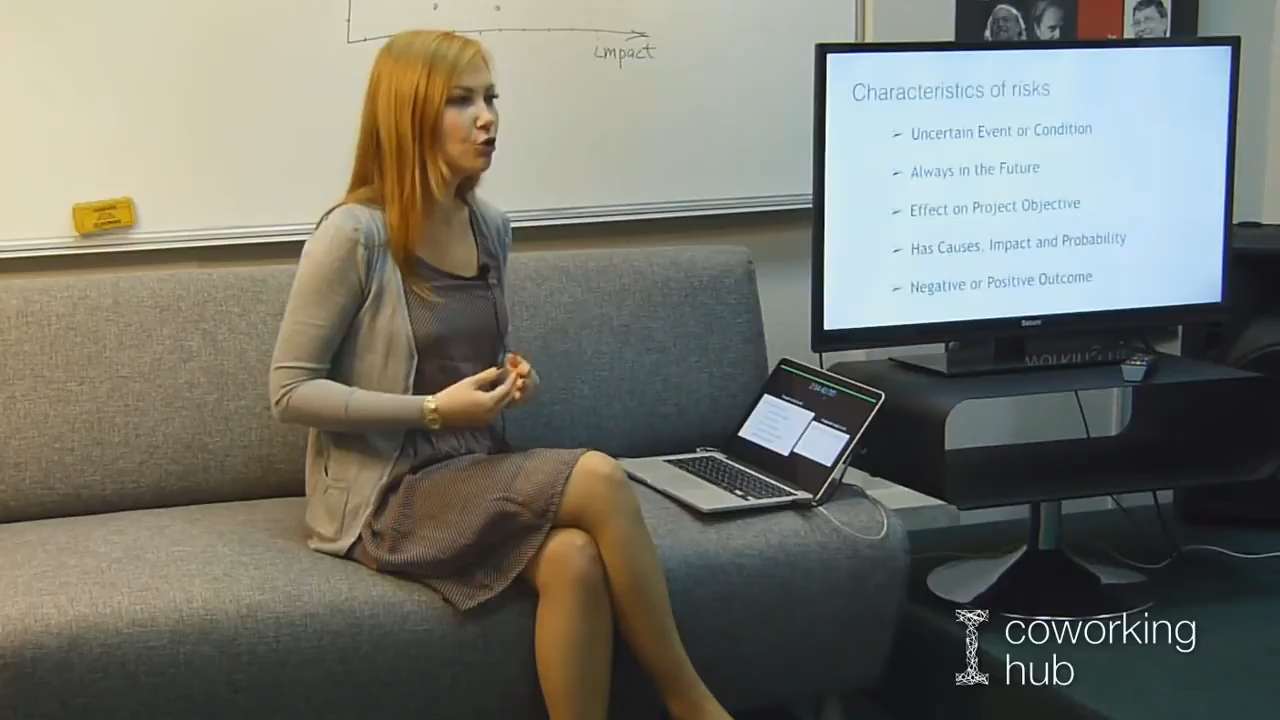 Impact
Characteristics of risks
➢ Uncertain Event or Condition
➢ Always in the Future
➢ Effect on Project Objective
➢ Has Causes, Impact and Probability
➢ Negative or Positive Outcome
coworking
hub